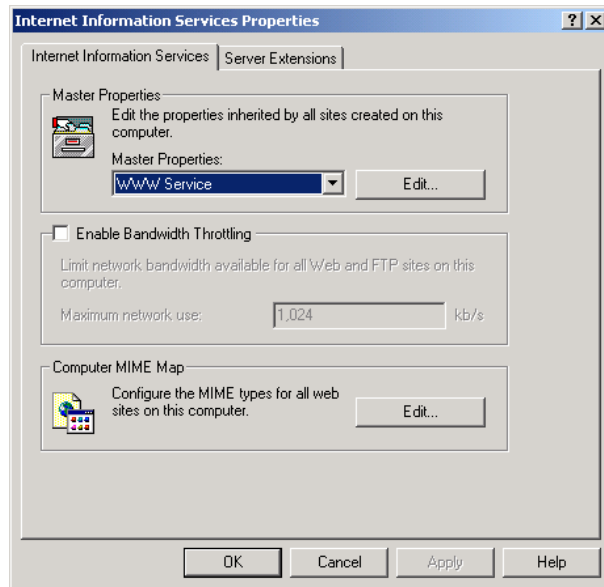 Internet Information Services Properties
Internet Information Services
Server Extensions
Master Properties
Edit the properties inherited by all sites created on this
computer.
Master Properties:
WWW Service
Edit...
Enable Bandwidth Throttling
Limit network bandwidth available for all Web and FTP sites on this
computer.
Maximum network use:
1,024
kb/s
Computer MIME Map
Configure the MIME types for all web
sites on this computer.
Edit...
OK
Cancel
Apply
Help